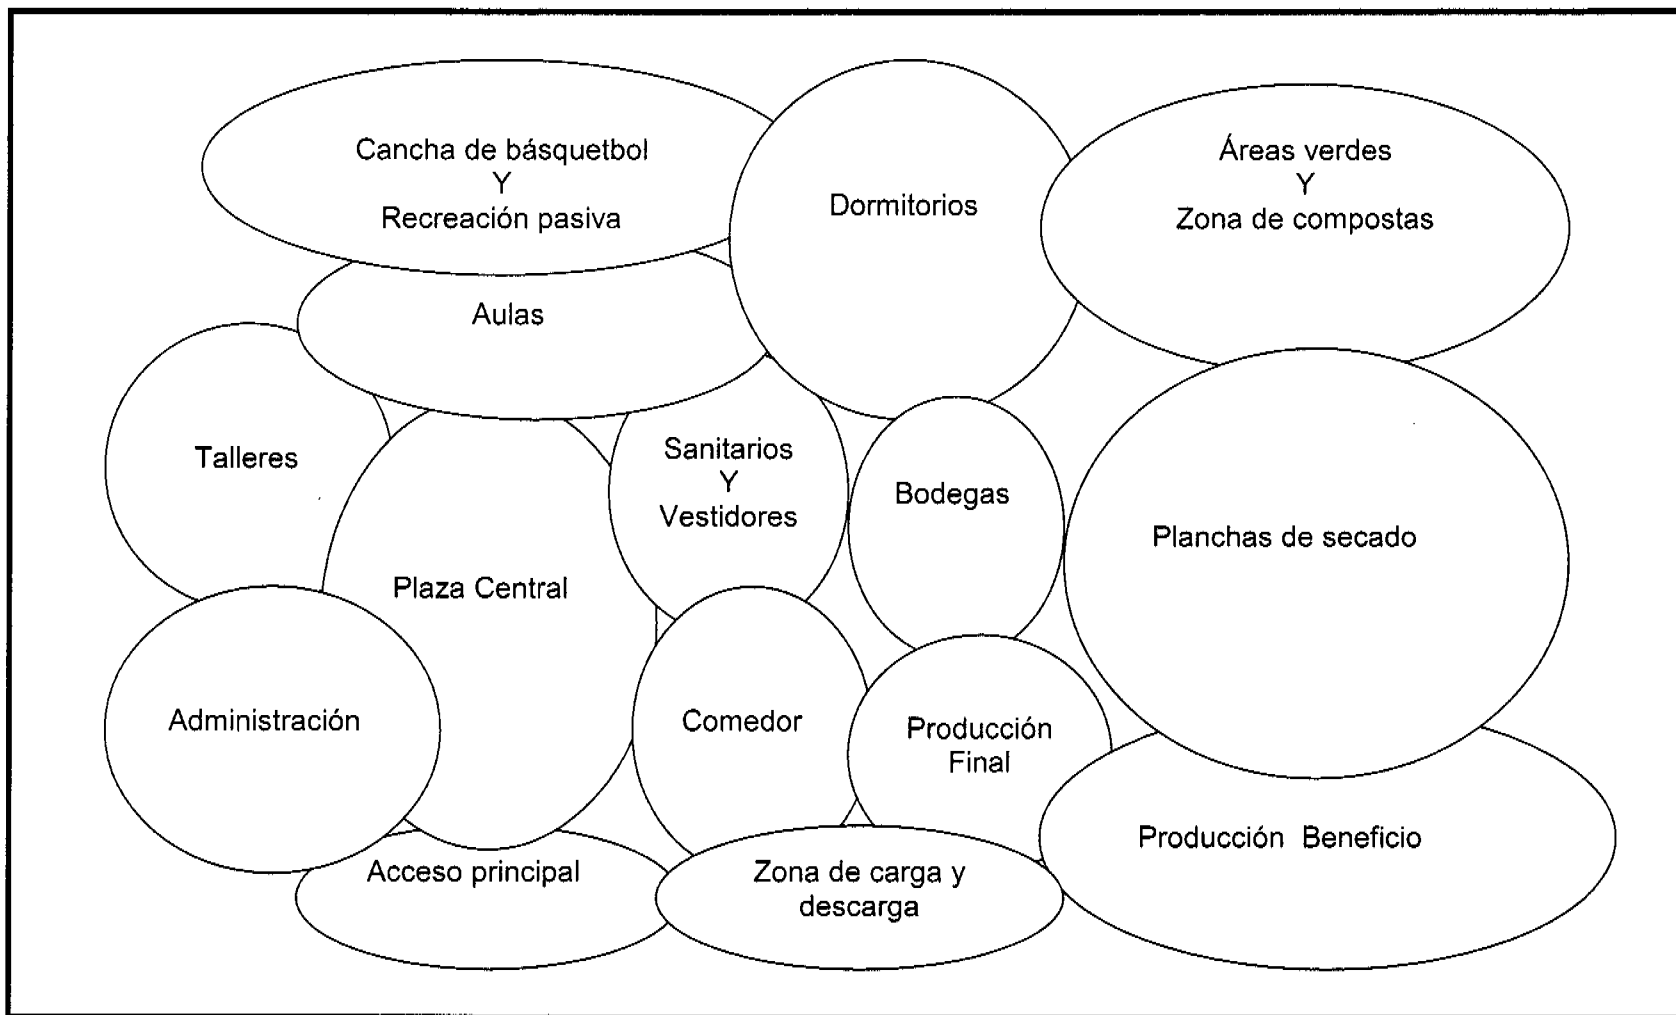 Cancha de básquetbol
Y
Recreación pasiva
Dormitorios
Áreas verdes
Y
Zona de compostas
Aulas
Talleres
Sanitarios
Y
Vestidores
Bodegas
Planchas de secado
Plaza Central
Administración
Comedor
Producción
Final
Producción Beneficio
Acceso principal
Zona de carga y
descarga